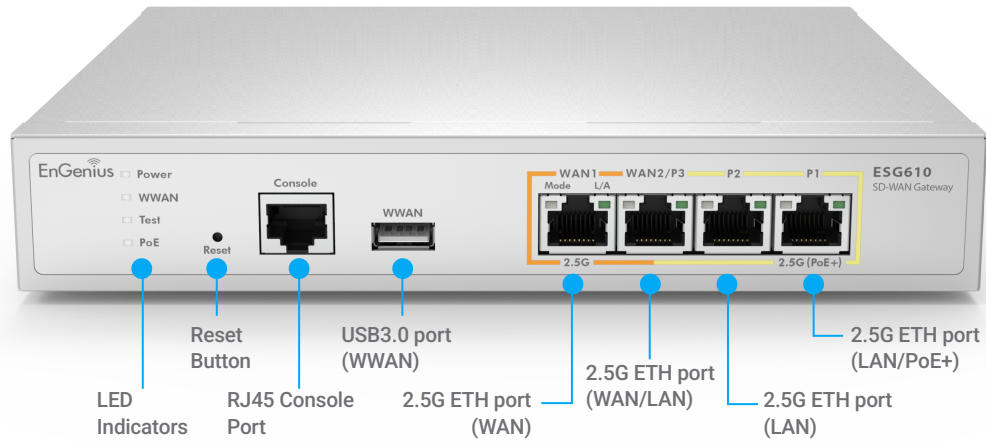 EnGenius
Power
WWAN
Test
PoE
Reset
Console
WWAN
WAN1
WAN2/P3
P2
P1
Mode
L/A
2.5G
2.5G (PoE+)
ESG610
SD-WAN Gateway
LED
Indicators
Reset
Button
RJ45 Console
Port
USB3.0 port
(WWAN)
2.5G ETH port
(WAN)
2.5G ETH port
(WAN/LAN)
2.5G ETH port
(LAN)
2.5G ETH port
(LAN/PoE+)